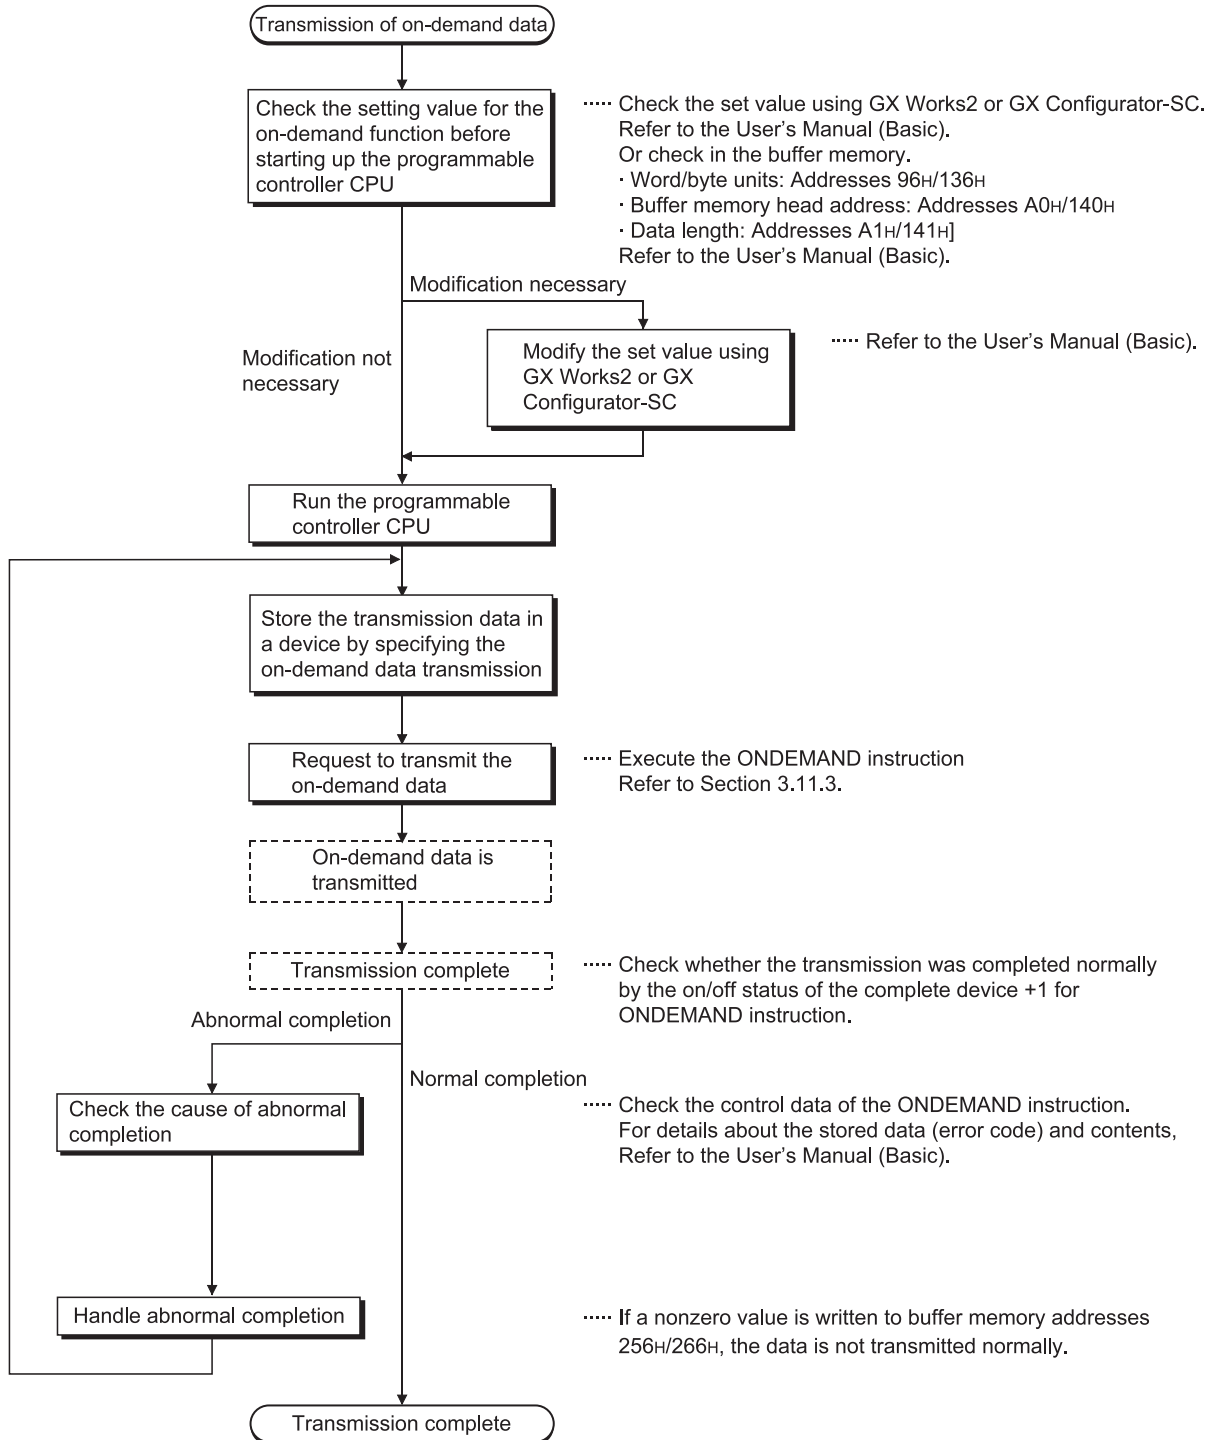 Transmission of on-demand data
Check the setting value for the
on-demand function before
starting up the programmable
controller CPU
····· Check the set value using GX Works2 or GX Configurator-SC.
Refer to the User's Manual (Basic).
Or check in the buffer memory.
· Word/byte units: Addresses 96H/136H
· Buffer memory head address: Addresses A0H/140H
· Data length: Addresses A1H/141H]
Refer to the User's Manual (Basic).
Modification necessary
Modification not
necessary
Modify the set value using
GX Works2 or GX
Configurator-SC
····· Refer to the User's Manual (Basic).
Run the programmable
controller CPU
Store the transmission data in
a device by specifying the
on-demand data transmission
Request to transmit the
on-demand data
····· Execute the ONDEMAND instruction
Refer to Section 3.11.3.
On-demand data is
transmitted
Transmission complete
····· Check whether the transmission was completed normally
by the on/off status of the complete device +1 for
ONDEMAND instruction.
Abnormal completion
Normal completion
Check the cause of abnormal
completion
····· Check the control data of the ONDEMAND instruction.
For details about the stored data (error code) and contents,
Refer to the User's Manual (Basic).
Handle abnormal completion
····· If a nonzero value is written to buffer memory addresses
256H/266H, the data is not transmitted normally.
Transmission complete